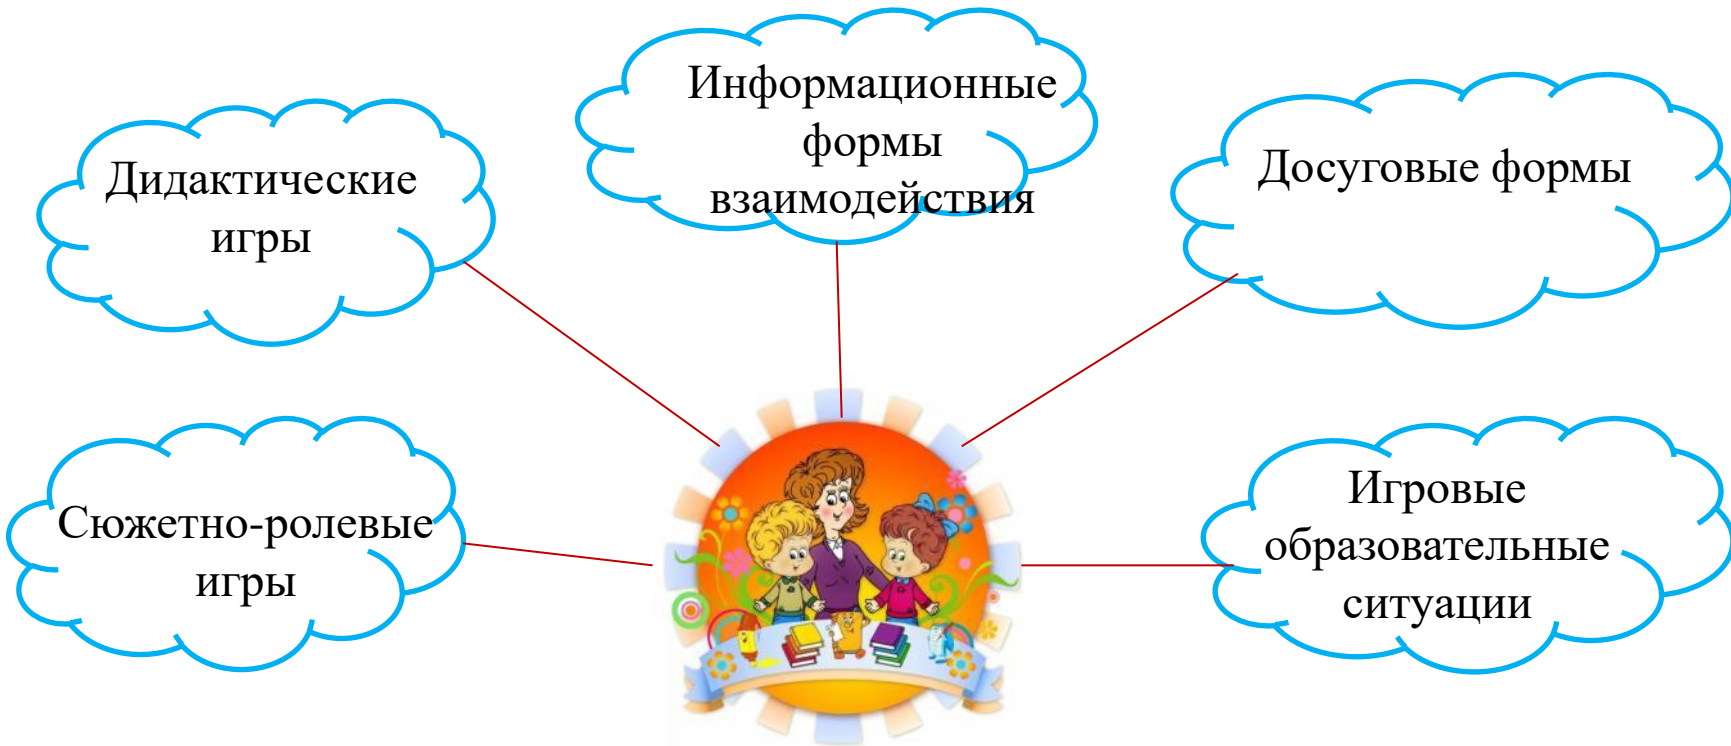 Информационные
формы
взаимодействия
Дидактические
игры
Досуговые формы
Сюжетно-ролевые
игры
Игровые
образовательные
ситуации